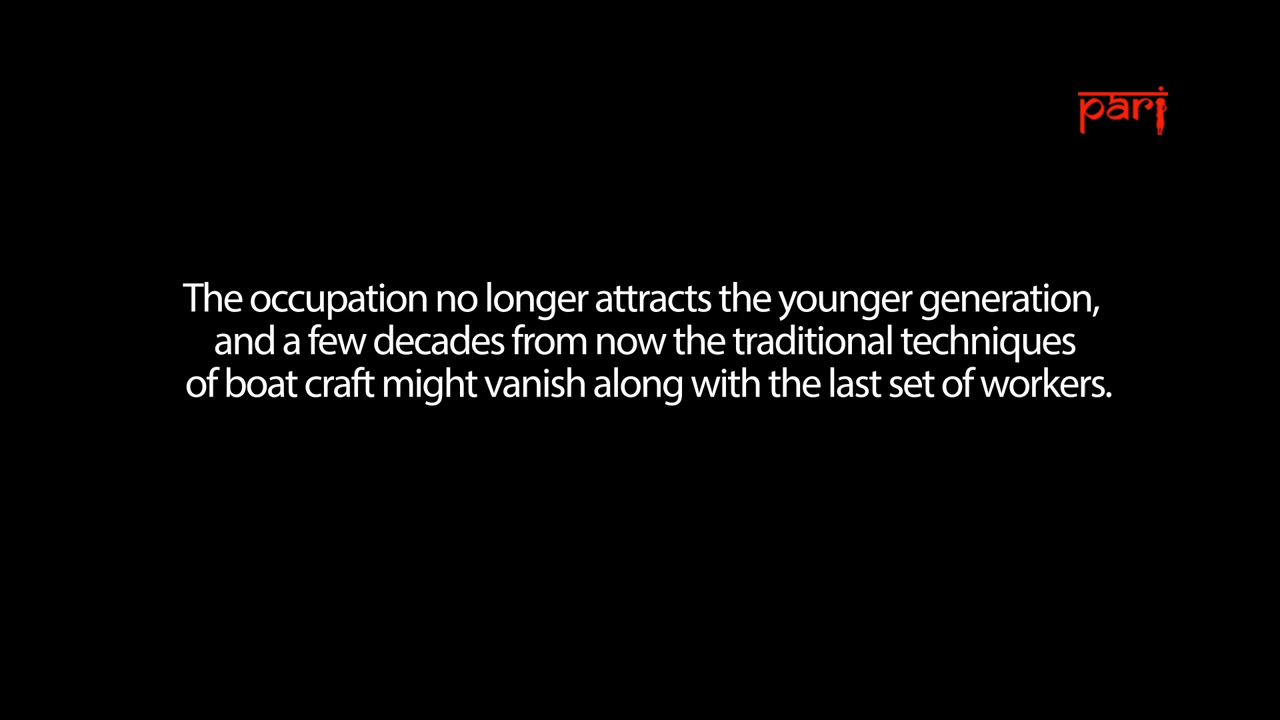 pari
The occupation no longer attracts the younger generation,
and a few decades from now the traditional techniques
of boat craft might vanish along with the last set of workers.